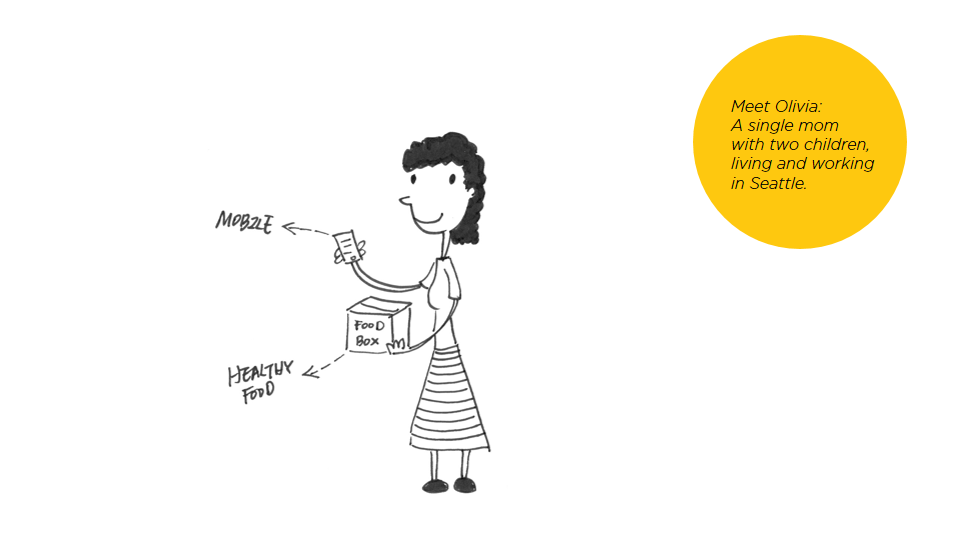 Meet Olivia:
A single mom
with two children,
living and working
in Seattle.
MOBILE
FOOD
BOX
HEALTHY
FOOD